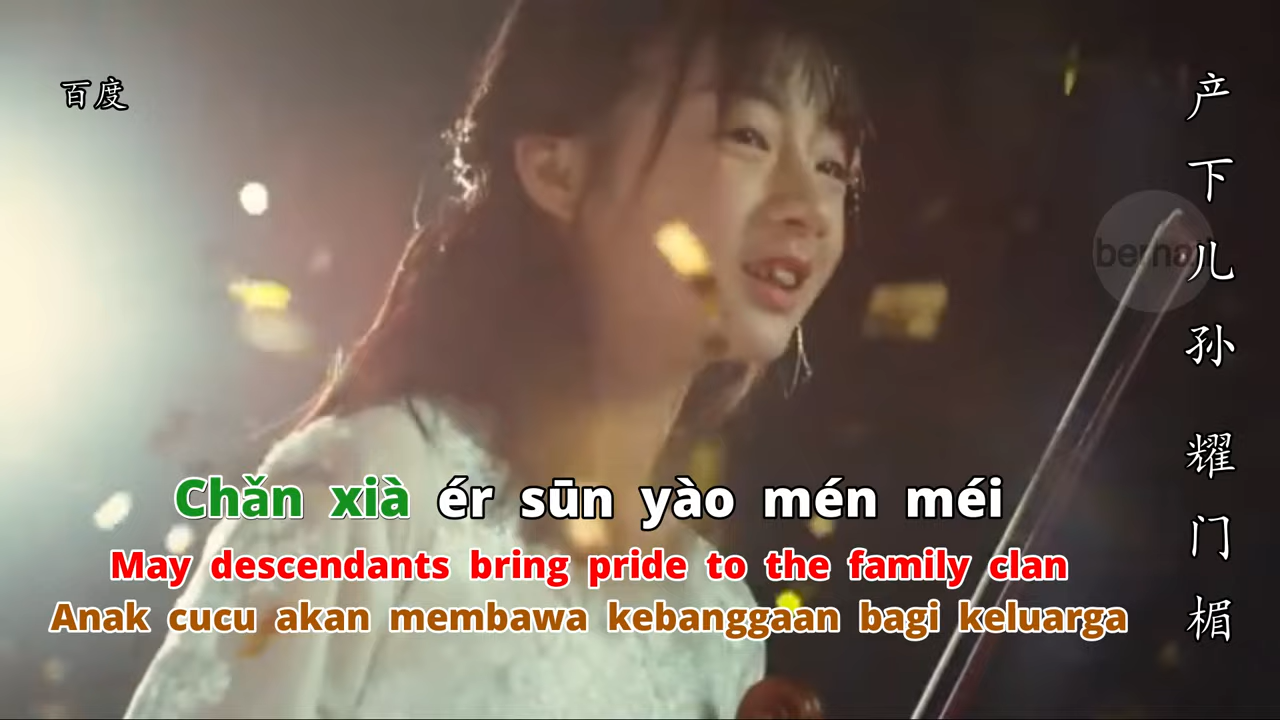 百度
产下儿孙 耀门楣
Chǎn xià ér sūn yào mén méi
May descendants bring pride to the family clan
Anak cucu akan membawa kebanggaan bagi keluarga